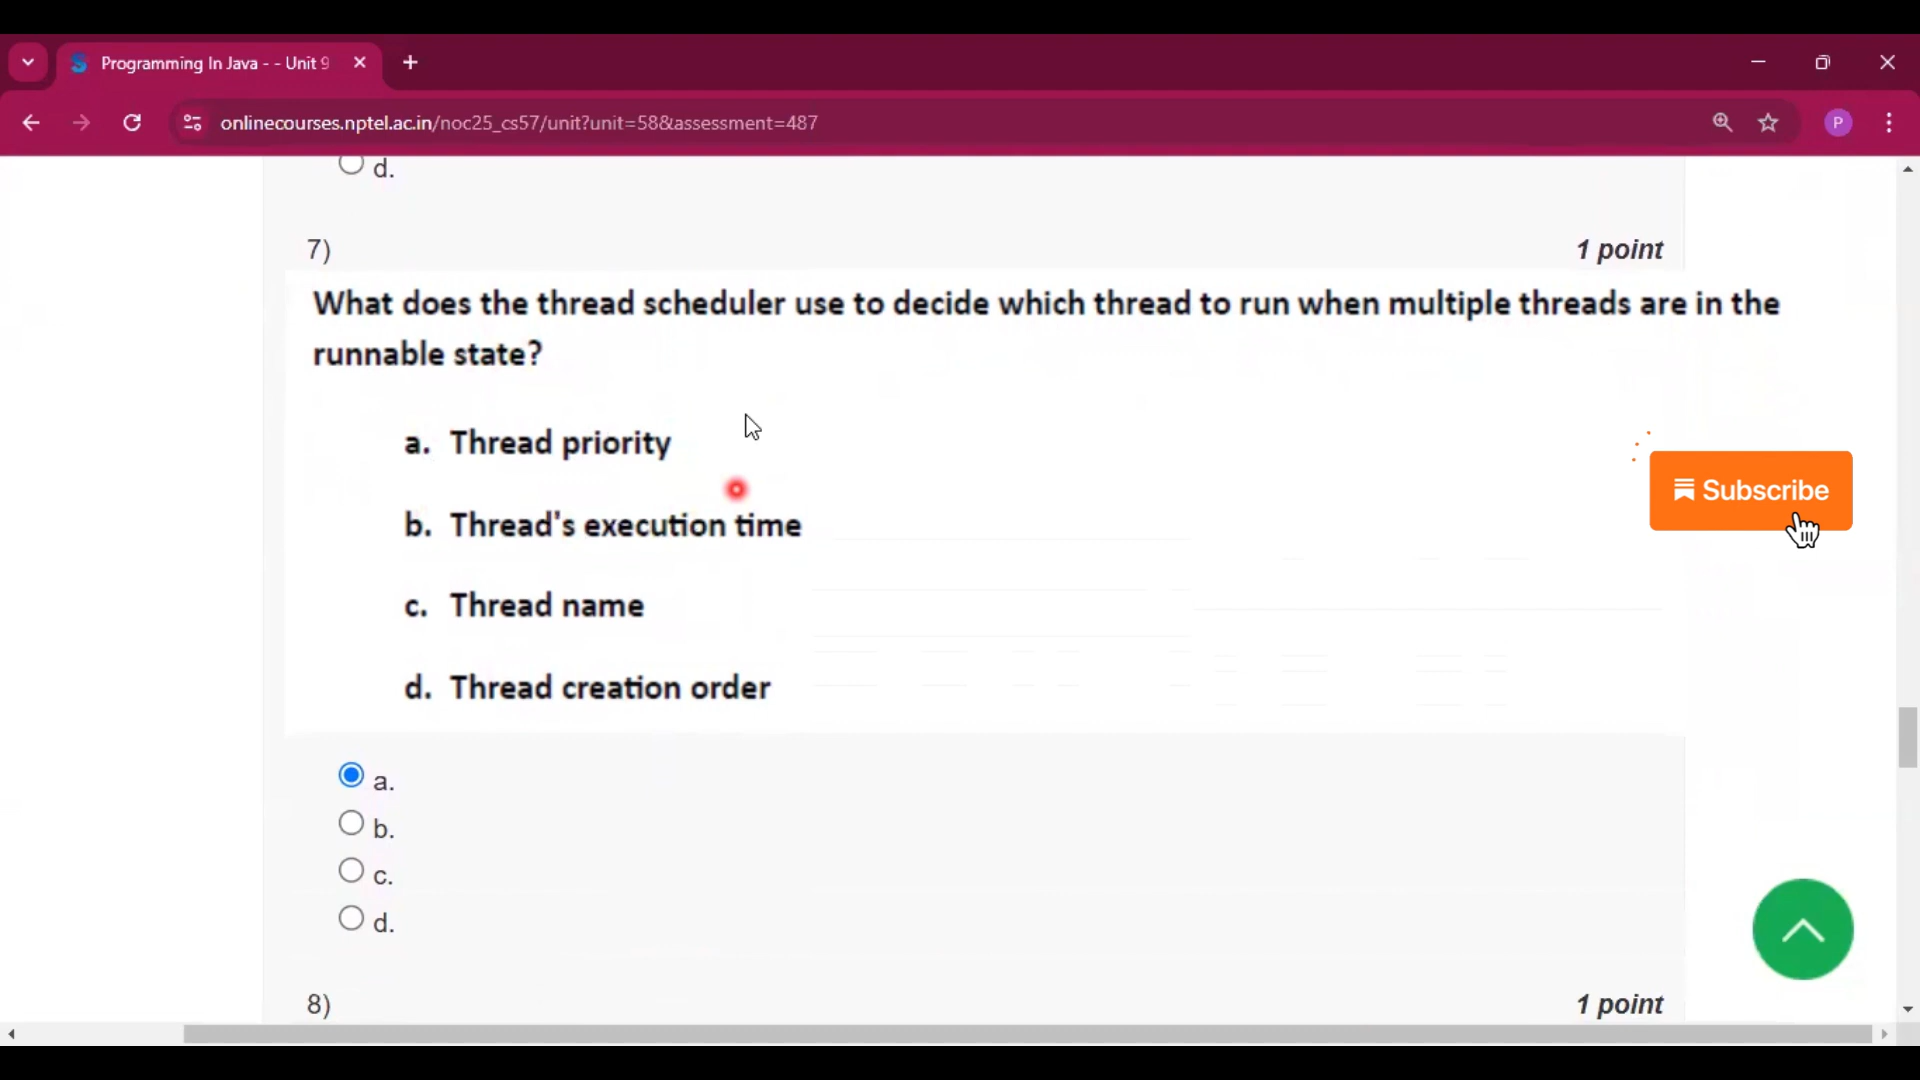 Programming In Java - - Unit 9
onlinecourses.nptel.ac.in/noc25_cs57/unit?unit=58&assessment=487
P
d.
7)
1 point
What does the thread scheduler use to decide which thread to run when multiple threads are in the
runnable state?
a. Thread priority
b. Thread's execution time
Subscribe
c. Thread name
d. Thread creation order
a.
b.
c.
d.
8)
1 point